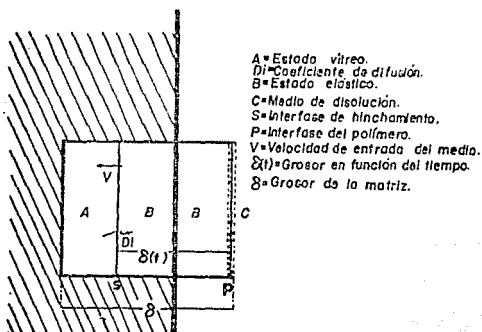 A=Estado vítreo.
Di=Coeficiente de difución.
B=Estado elástico.
C=Medio de disolución.
S=Interfase de hinchamiento.
P=Interfase del polímero.
V=Velocidad de entrada del medio.
δ(t)=Grosor en función del tiempo.
δ=Grosor de la matriz.
V
A B B C
Di
δ(t)
S P
δ